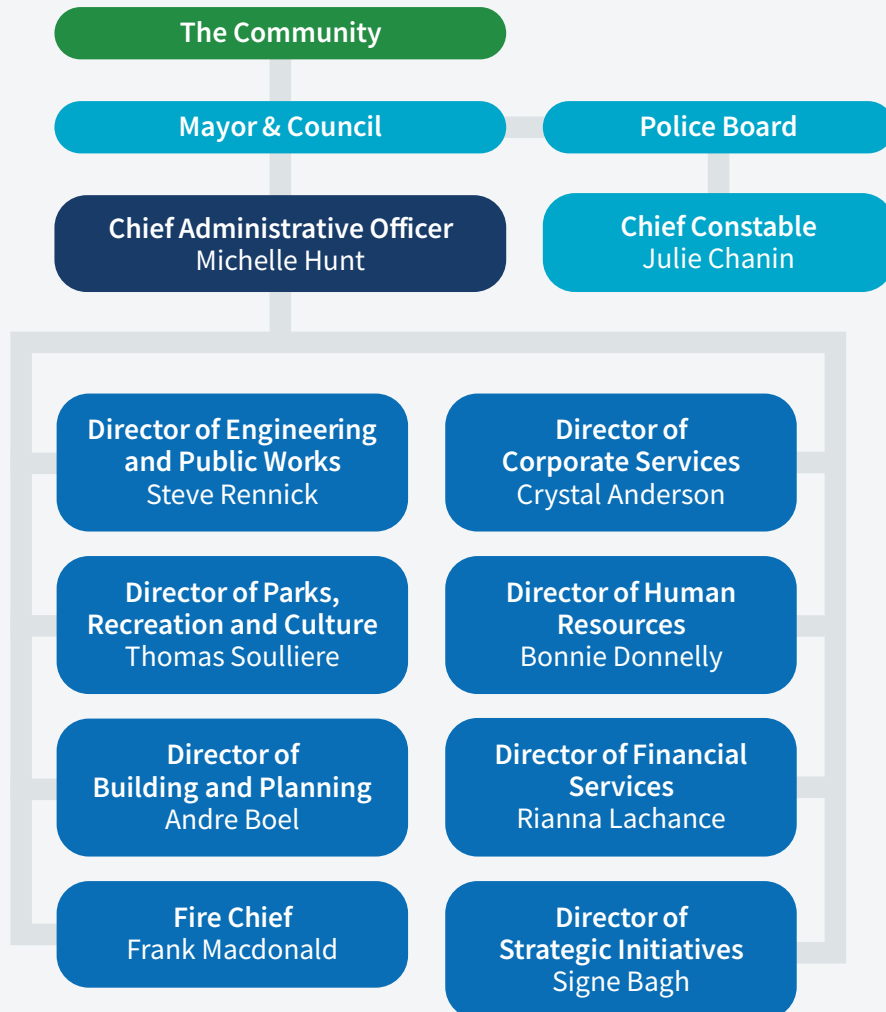 The Community
Mayor & Council
Police Board
Chief Administrative Officer
Michelle Hunt
Chief Constable
Julie Chanin
Director of Engineering
and Public Works
Steve Rennick
Director of
Corporate Services
Crystal Anderson
Director of Parks,
Recreation and Culture
Thomas Soulliere
Director of Human
Resources
Bonnie Donnelly
Director of
Building and Planning
Andre Boel
Director of Financial
Services
Rianna Lachance
Fire Chief
Frank Macdonald
Director of
Strategic Initiatives
Signe Bagh